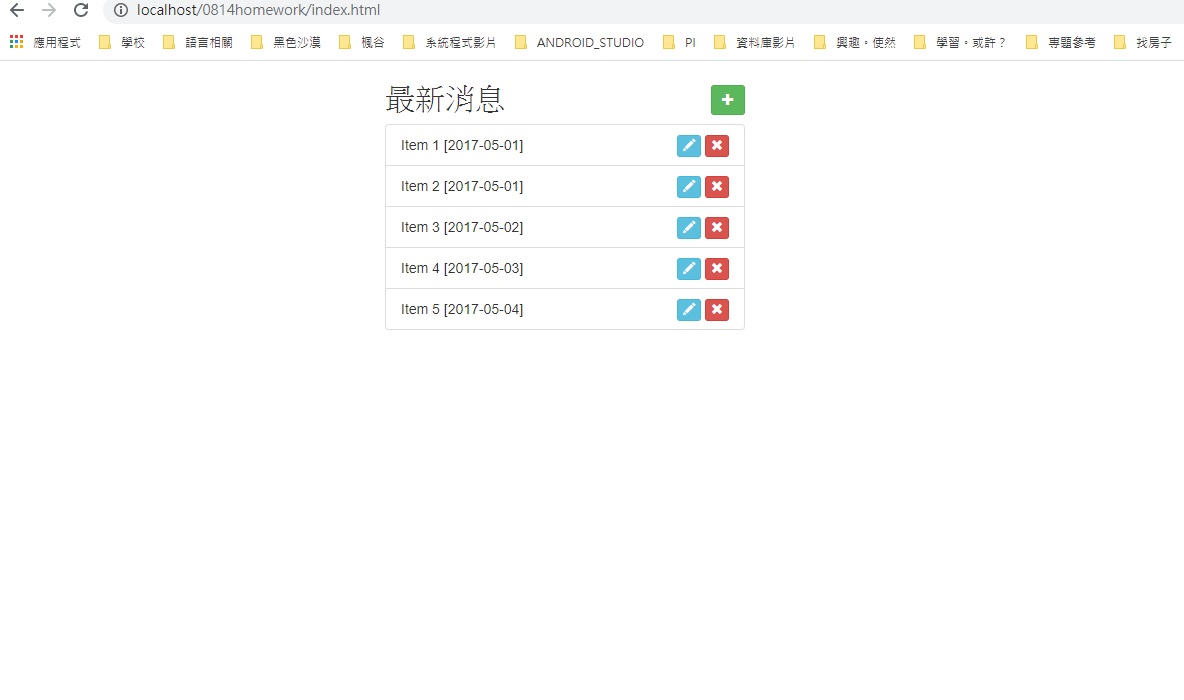 localhost/0814homework/index.html
應用程式 學校 語言相關 黑色沙漠 楓谷 系統程式影片 ANDROID_STUDIO PI 資料庫影片 興趣。使然 學習。或許？ 專題參考 找房子
最新消息
Item 1 [2017-05-01]
Item 2 [2017-05-01]
Item 3 [2017-05-02]
Item 4 [2017-05-03]
Item 5 [2017-05-04]